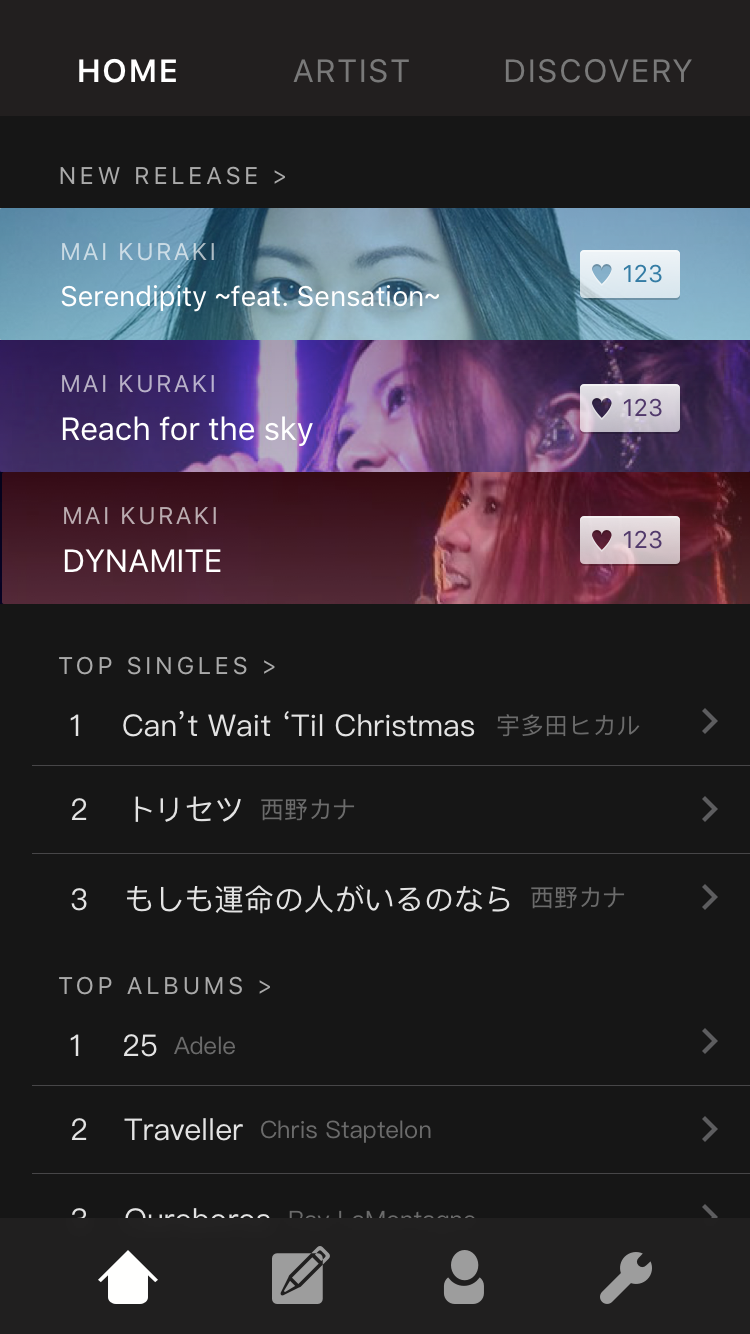 HOME ARTIST DISCOVERY
NEW RELEASE >
MAI KURAKI
Serendipity ~feat. Sensation~
123
MAI KURAKI
Reach for the sky
123
MAI KURAKI
DYNAMITE
123
TOP SINGLES >
1 Can’t Wait ‘Til Christmas 宇多田ヒカル
2 トリセツ 西野カナ
3 もしも運命の人がいるのなら 西野カナ
TOP ALBUMS >
1 25 Adele
2 Traveller Chris Staptelon
3 Ouroboros Ray LaMontagne